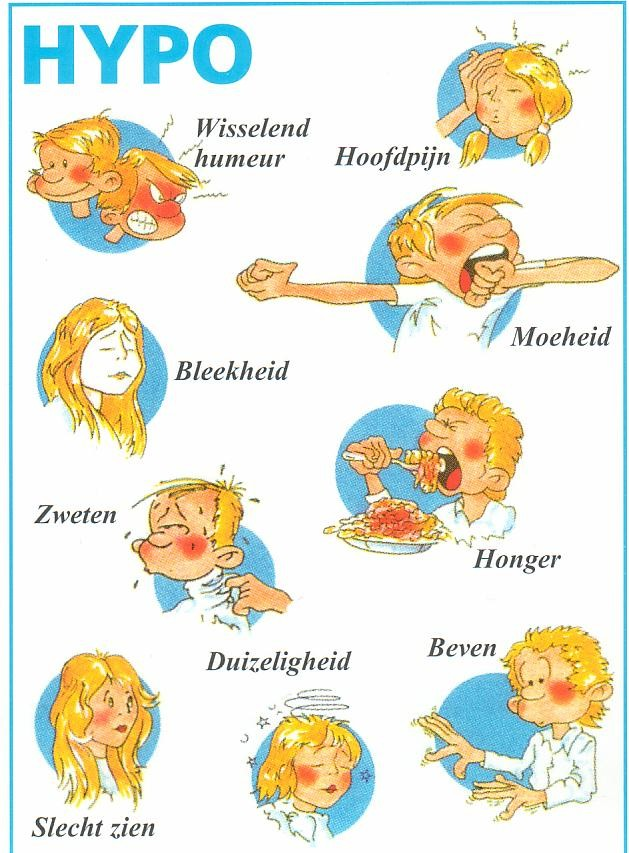 HYPO
Wisselend
humeur
Hoofdpijn
Moeheid
Bleekheid
Zweten
Honger
Duizeligheid
Beven
Slecht zien